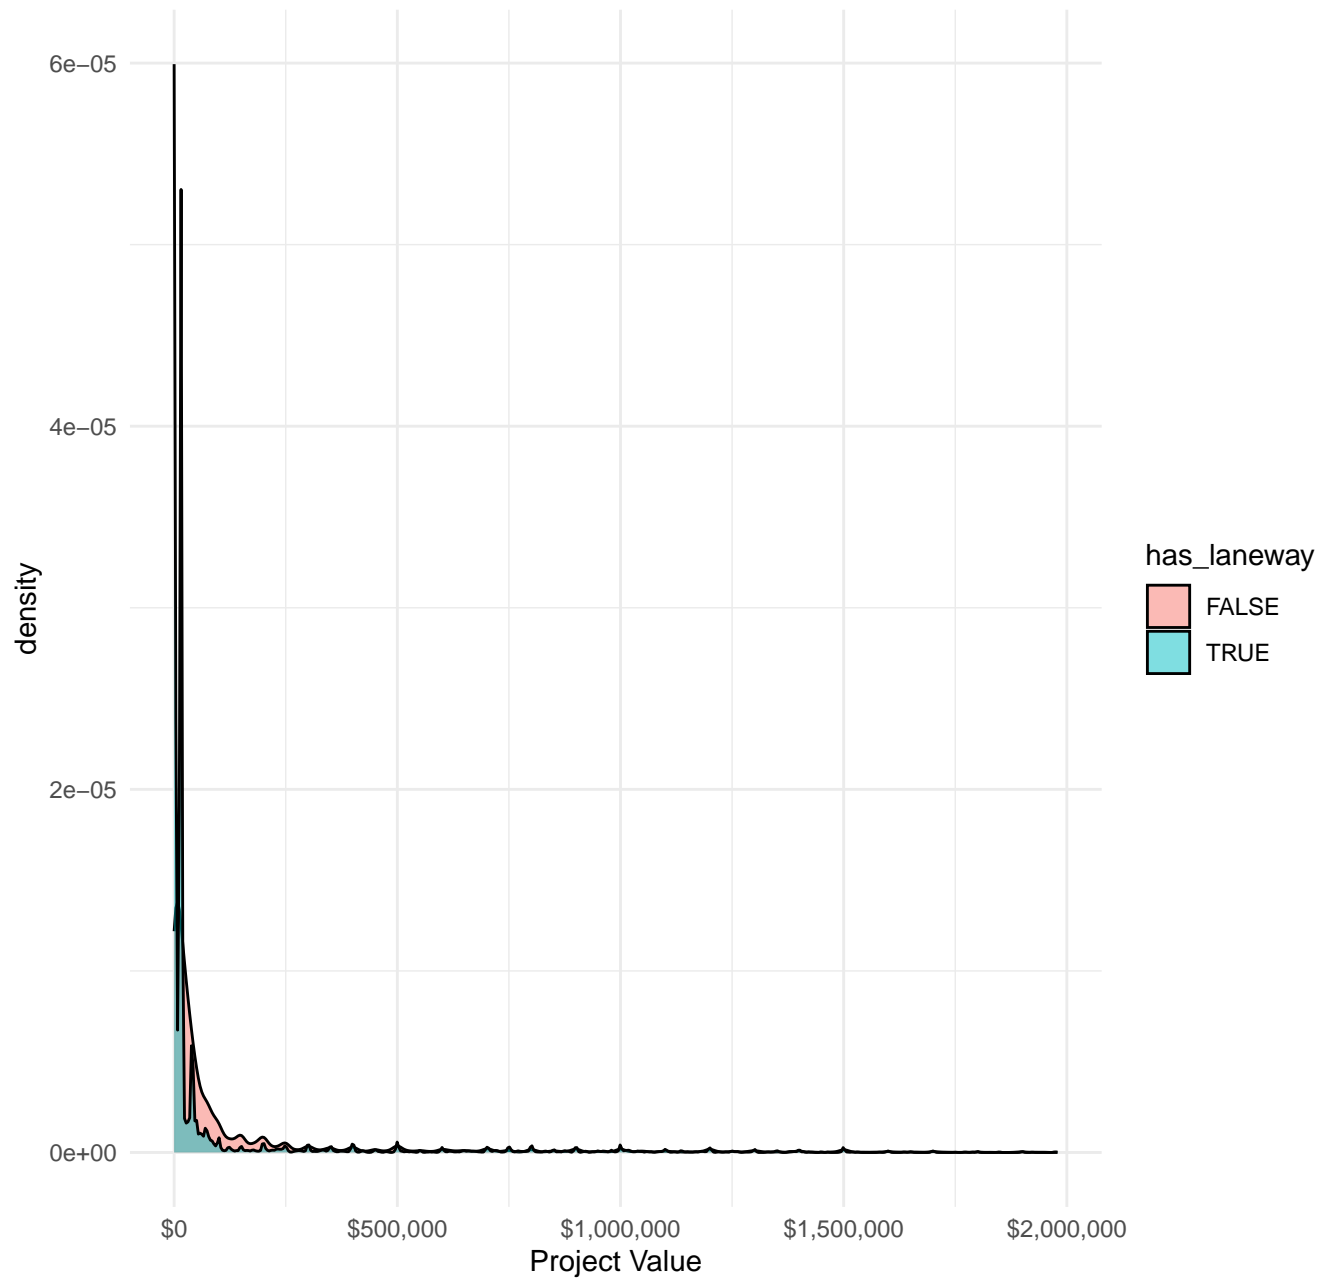 6e−05
4e−05
2e−05
0e+00
density
$0
$500,000
$1,000,000
$1,500,000
$2,000,000
Project Value
has_laneway
FALSE
TRUE